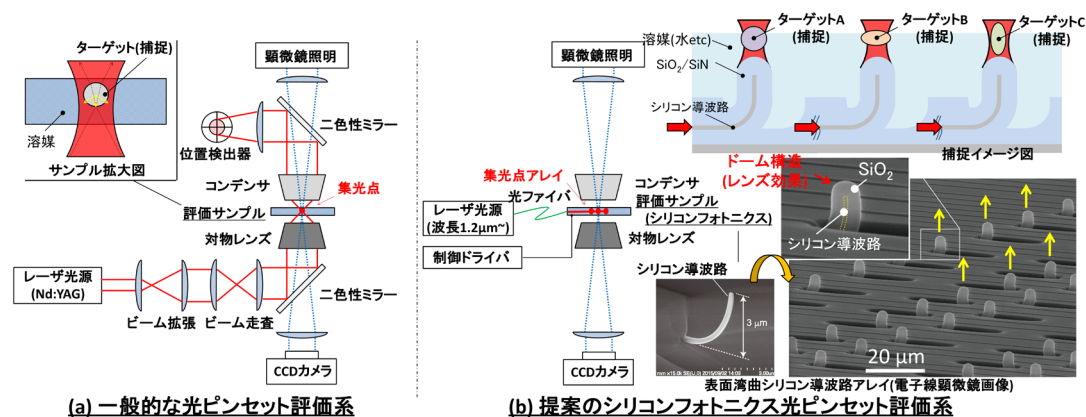 ターゲット(捕捉)
溶媒
サンプル拡大図
顕微鏡照明
二色性ミラー
位置検出器
コンデンサ
集光点
評価サンプル
対物レンズ
レーザ光源
(Nd:YAG)
ビーム拡張
ビーム走査
二色性ミラー
CCDカメラ
(a) 一般的な光ピンセット評価系
顕微鏡照明
集光点アレイ
光ファイバ
コンデンサ
評価サンプル
(シリコンフォトニクス)
レーザ光源
(波長1.2μm~)
制御ドライバ
対物レンズ
CCDカメラ
ターゲットA
(捕捉)
ターゲットB
(捕捉)
ターゲットC
(捕捉)
溶媒(水etc)
SiO2/SiN
シリコン導波路
捕捉イメージ図
ドーム構造
(レンズ効果)
SiO2
シリコン導波路
シリコン導波路
3 μm
20 μm
表面湾曲シリコン導波路アレイ(電子線顕微鏡画像)
(b) 提案のシリコンフォトニクス光ピンセット評価系